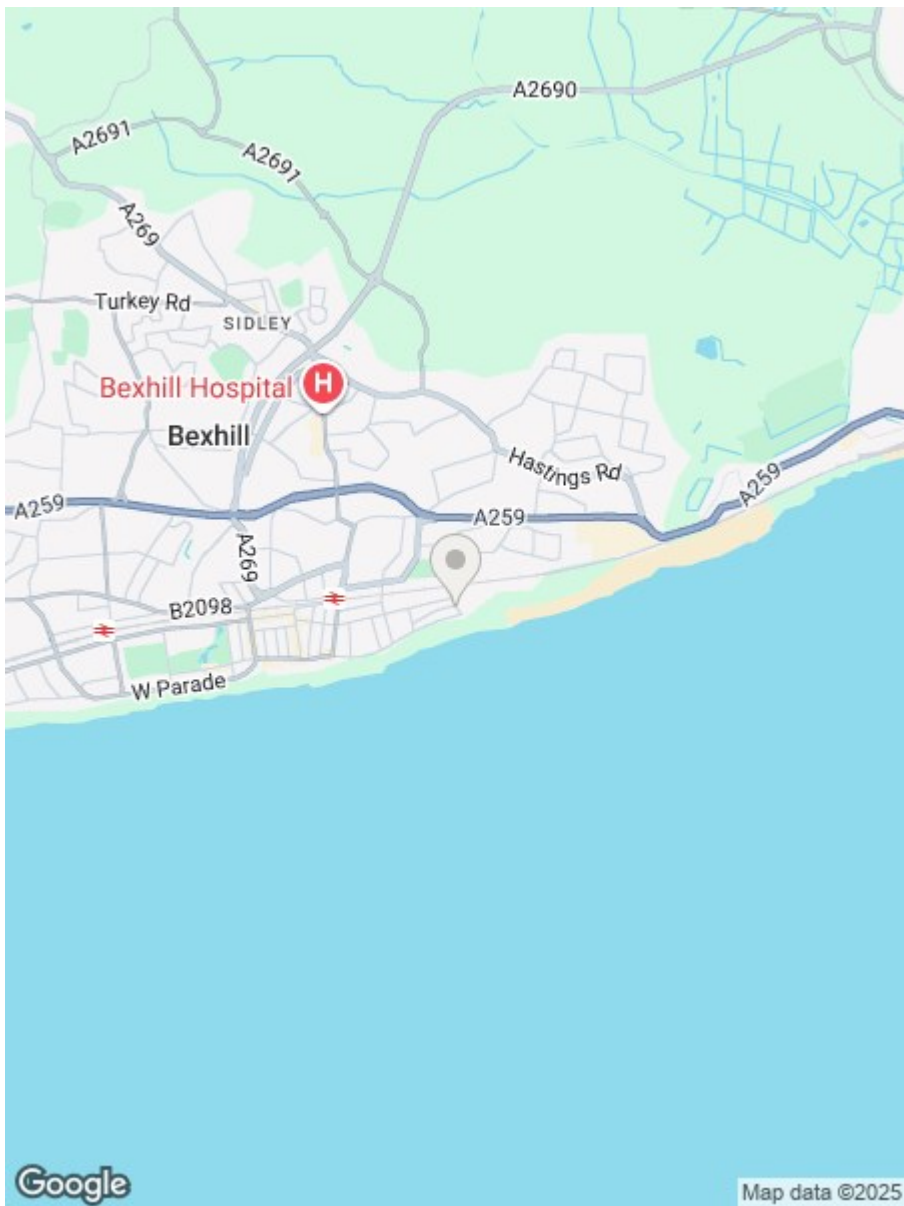 A2690
A2691
A2691
A269
Turkey Rd
SIDLEY
Bexhill Hospital
H
Bexhill
Hastings Rd
A259
A259
A259
A269
B2098
W Parade
Google
Map data ©2025